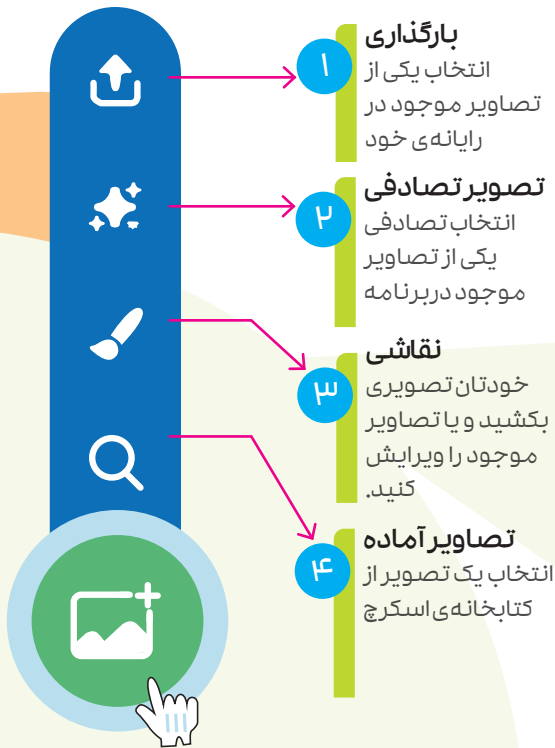 ۱
بارگذاری
انتخاب یکی از
تصاویر موجود در
رایانه‌ی خود
۲
تصویر تصادفی
انتخاب تصادفی
یکی از تصاویر
موجود در برنامه
۳
نقاشی
خودتان تصویری
بکشید و یا تصاویر
موجود را ویرایش
کنید.
۴
تصاویر آماده
انتخاب یک تصویر از
کتابخانه‌ی اسکرچ